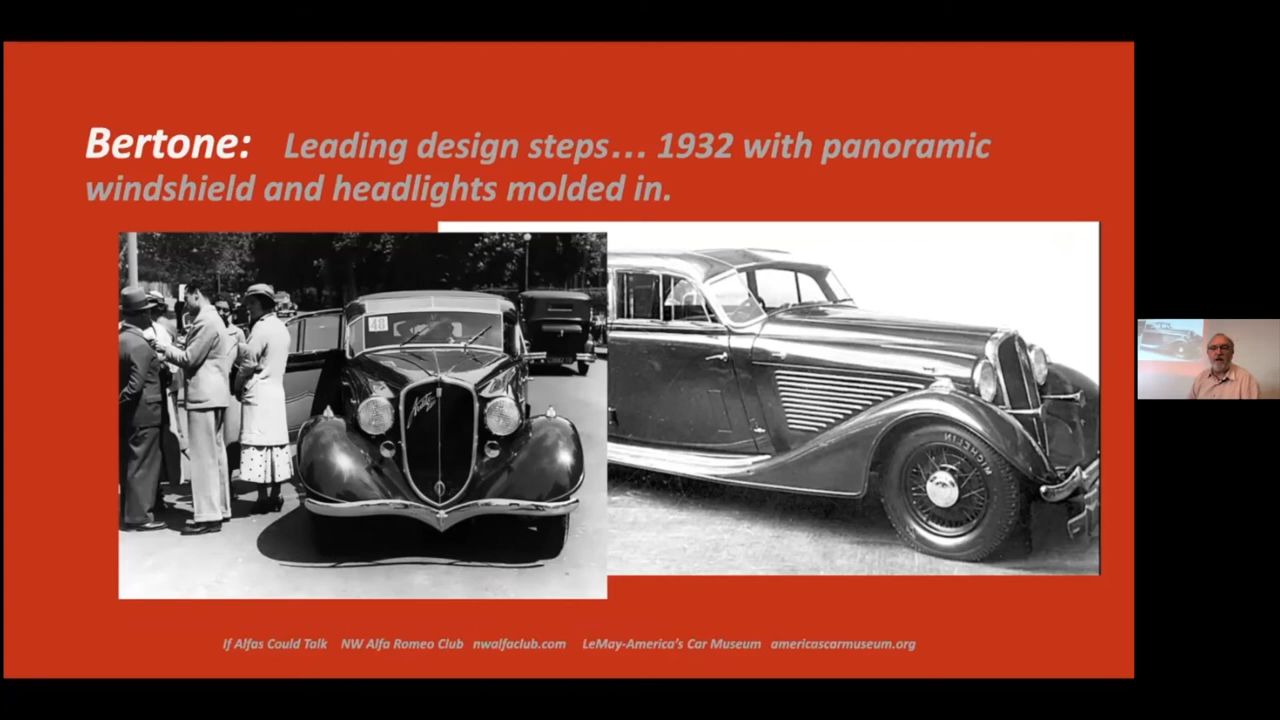 Bertone: Leading design steps... 1932 with panoramic
windshield and headlights molded in.
48
MICHELIN
If Alfas Could Talk NW Alfa Romeo Club nwalfaclub.com LeMay-America's Car Museum americascarmuseum.org